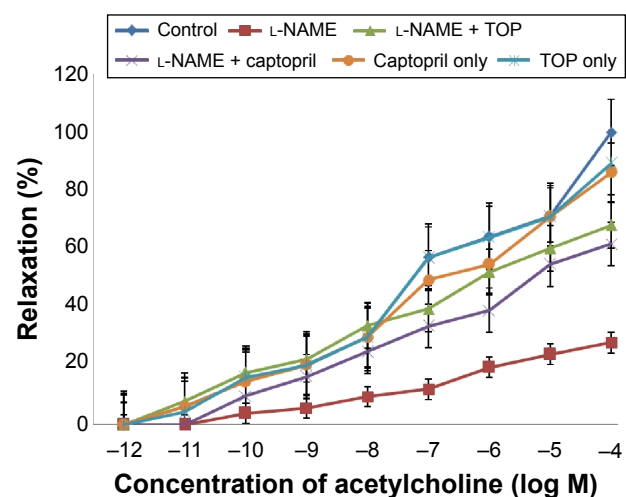 Control L-NAME L-NAME + TOP
L-NAME + captopril Captopril only TOP only
120
100
80
60
40
20
0
Relaxation (%)
–12 –11 –10 –9 –8 –7 –6 –5 –4
Concentration of acetylcholine (log M)